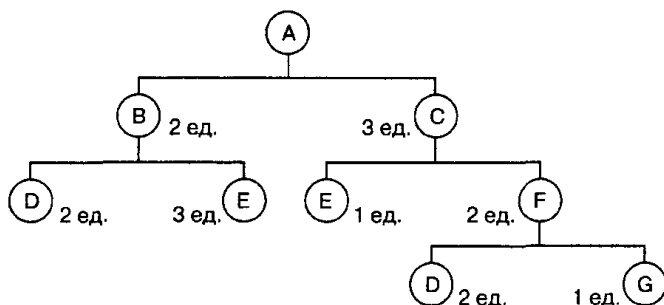 A
B 2 ед. 3 ед. C
D 2 ед. 3 ед. E E 1 ед. 2 ед. F
D 2 ед. 1 ед. G